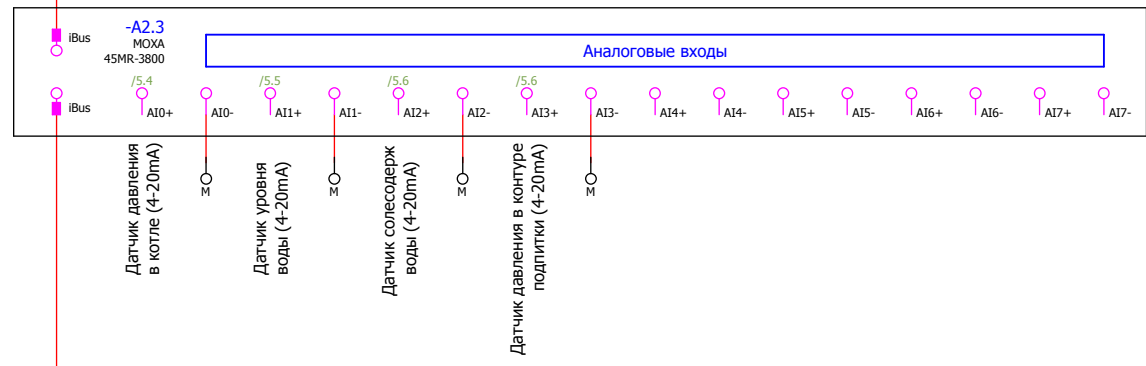 -A2.3
iBus
MOXA
45MR-3800
Аналоговые входы
/5.4
/5.5
/5.6
/5.6
iBus
AI0+
AI0-
AI1+
AI1-
AI2+
AI2-
AI3+
AI3-
AI4+
AI4-
AI5+
AI5-
AI6+
AI6-
AI7+
AI7-
Датчик давления
в котле (4-20mA)
M
Датчик уровня
воды (4-20mA)
M
Датчик солесодерж
воды (4-20mA)
M
Датчик давления в контуре
подпитки (4-20mA)
M